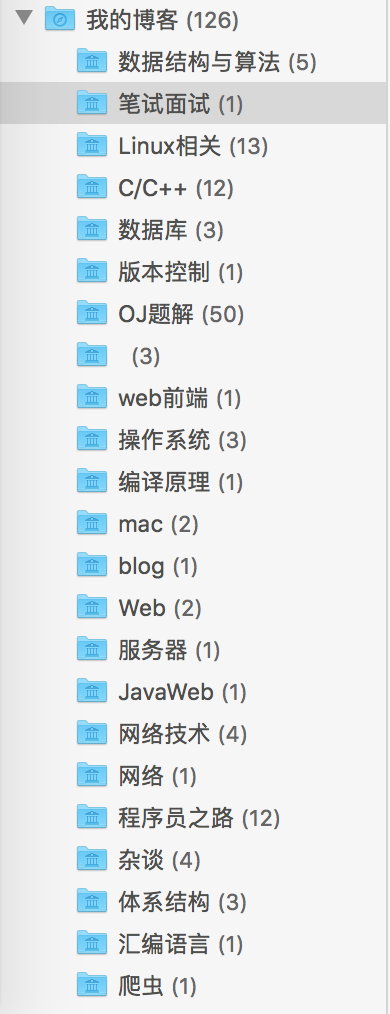 我的博客 (126)
数据结构与算法 (5)
笔试面试 (1)
Linux相关 (13)
C/C++ (12)
数据库 (3)
版本控制 (1)
OJ题解 (50)
(3)
web前端 (1)
操作系统 (3)
编译原理 (1)
mac (2)
blog (1)
Web (2)
服务器 (1)
JavaWeb (1)
网络技术 (4)
网络 (1)
程序员之路 (12)
杂谈 (4)
体系结构 (3)
汇编语言 (1)
爬虫 (1)